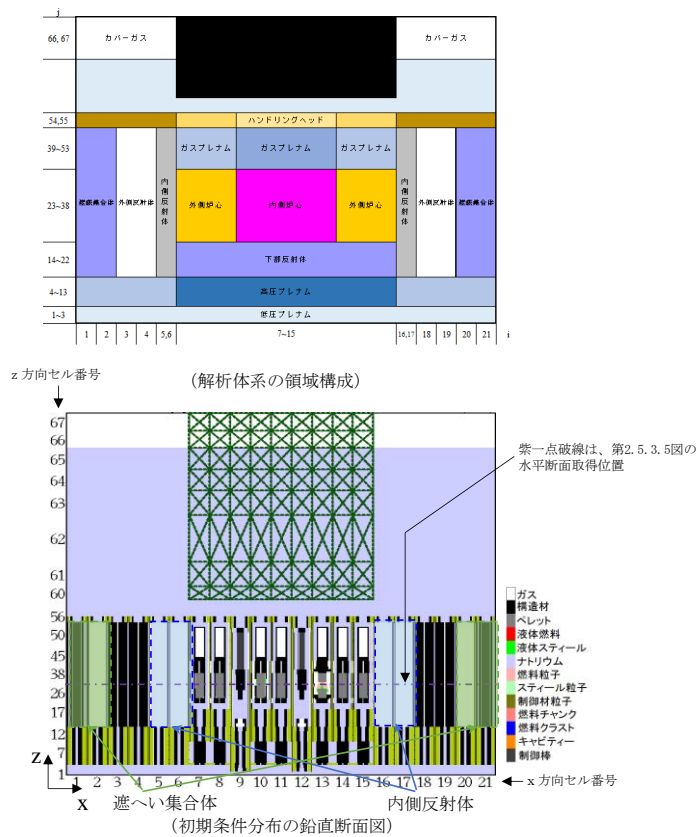 j
66, 67
カバーガス
カバーガス
54,55
ハンドリングヘッド
39~53
ガスプレナム
ガスプレナム
ガスプレナム
内側反射体
内側反射体
23~38
遮蔽集合体
外側反射体
外側炉心
内側炉心
外側炉心
外側反射体
遮蔽集合体
14~22
下部反射体
4~13
高圧プレナム
1~3
低圧プレナム
1 2 3 4 5,6 7~15 16,17 18 19 20 21 i
z 方向セル番号
（解析体系の領域構成）
67
66
65
64
63
62
61
60
56
50
45
38
26
17
12
7
1
紫一点破線は、第2.5.3.5図の
水平断面取得位置
ガス
構造材
ペレット
液体燃料
液体スティール
ナトリウム
燃料粒子
スティール粒子
制御材粒子
燃料チャンク
燃料クラスト
キャビティー
制御棒
Z
X
1 2 3 4 5 6 7 8 9 10 11 12 13 14 15 16 17 18 19 20 21
x 方向セル番号
遮へい集合体
内側反射体
（初期条件分布の鉛直断面図）